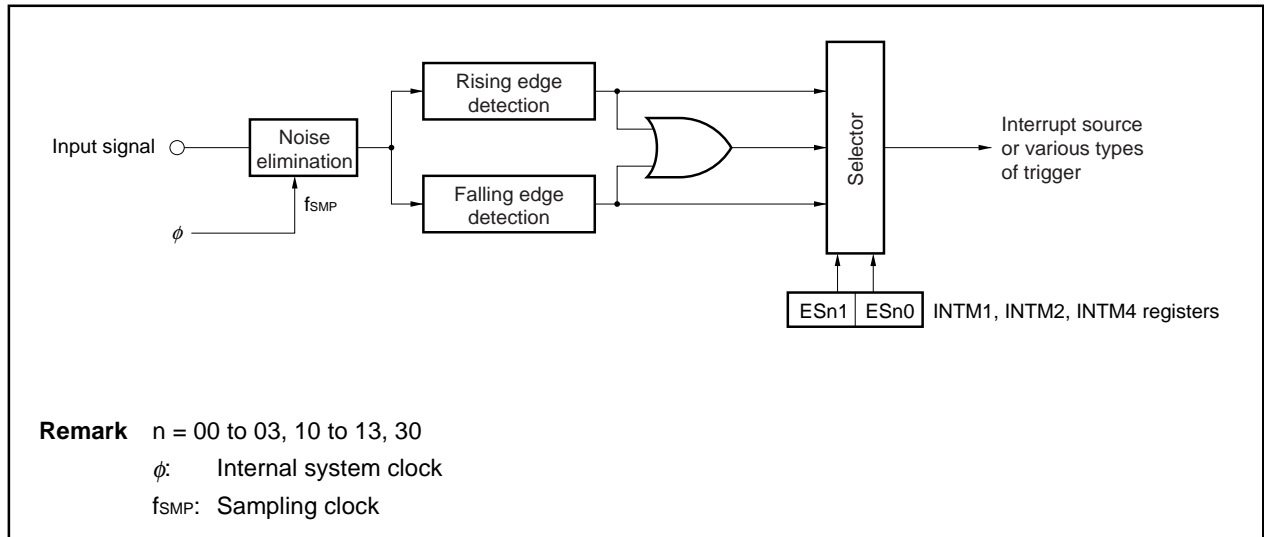 Rising edge
detection
Input signal
Noise
elimination
fSMP
ϕ
Falling edge
detection
Selector
Interrupt source
or various types
of trigger
ESn1 ESn0 INTM1, INTM2, INTM4 registers
Remark n = 00 to 03, 10 to 13, 30
ϕ: Internal system clock
fSMP: Sampling clock